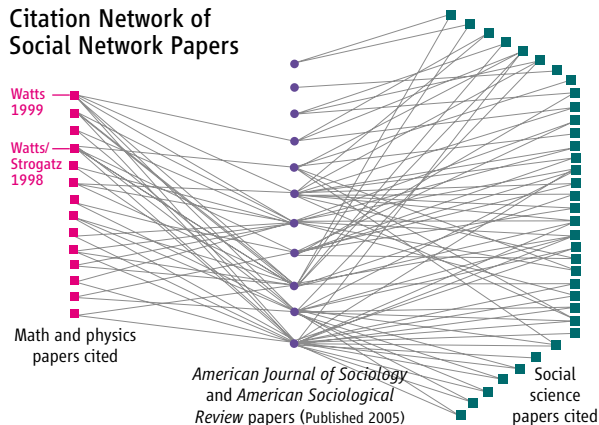 Citation Network of
Social Network Papers
Watts
1999
Watts/
Strogatz
1998
Math and physics
papers cited
American Journal of Sociology
and American Sociological
Review papers (Published 2005)
Social
science
papers cited